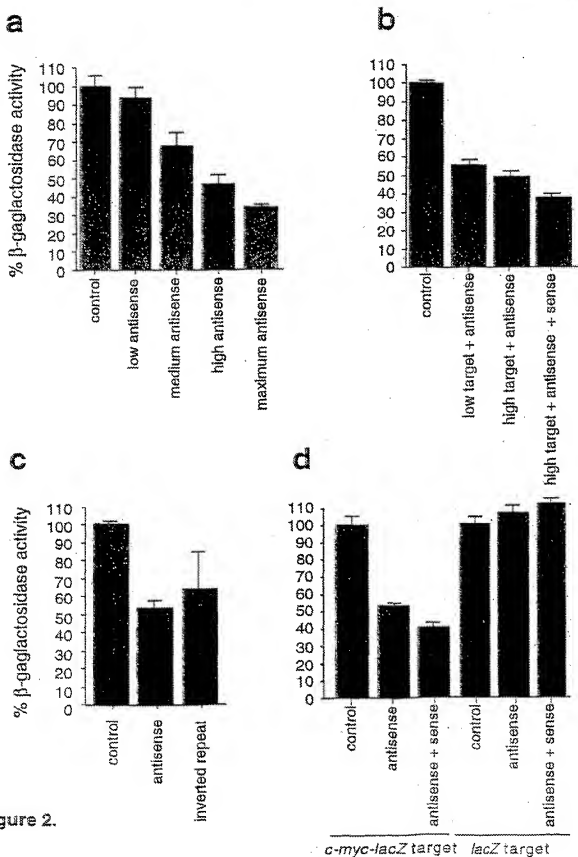 a
% β-gaglactosidase activity
110
100
90
80
70
60
50
40
30
20
10
0
control
low antisense
medium antisense
high antisense
maximum antisense
b
110
100
90
80
70
60
50
40
30
20
10
0
control
low target + antisense
high target + antisense
high target + antisense + sense
c
% β-gaglactosidase activity
110
100
90
80
70
60
50
40
30
20
10
0
control
antisense
inverted repeat
d
110
100
90
80
70
60
50
40
30
20
10
0
control
antisense
antisense + sense
control
antisense
antisense + sense
c-myc-lacZ target
lacZ target
gure 2.